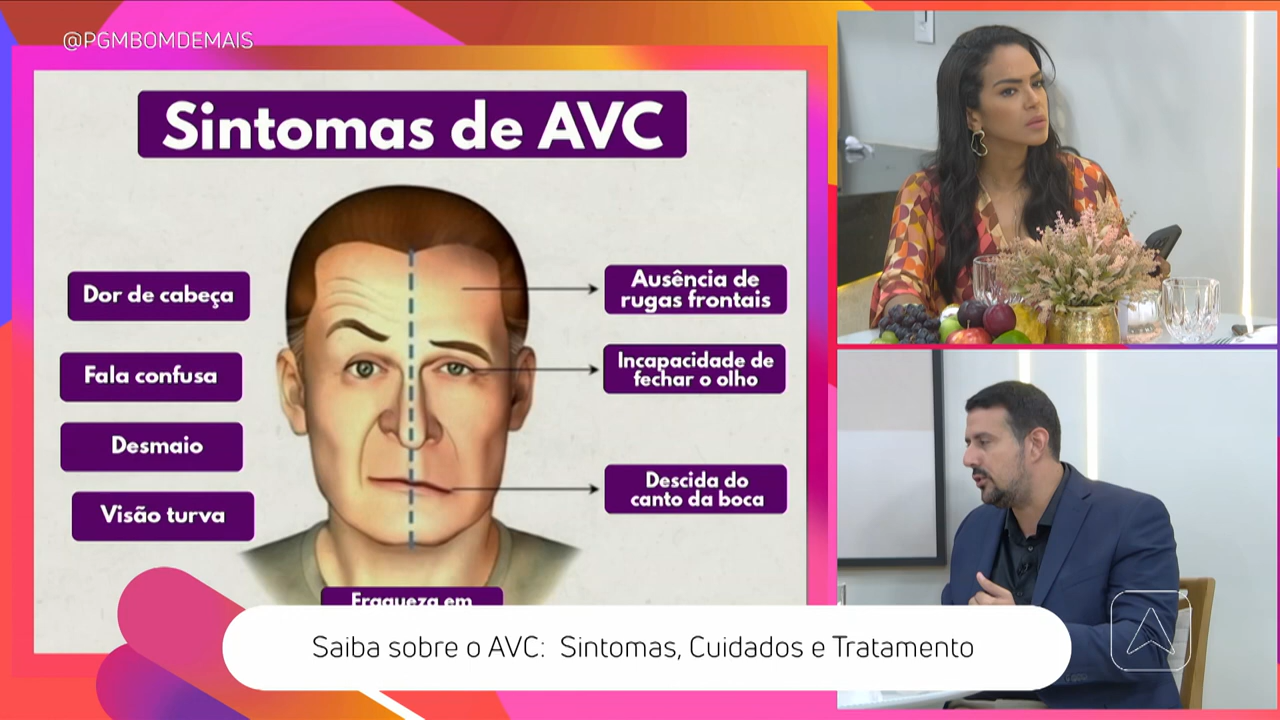 @PGMBOMDEMAIS
Sintomas de AVC
Dor de cabeça
Fala confusa
Desmaio
Visão turva
Ausência de
rugas frontais
Incapacidade de
fechar o olho
Descida do
canto da boca
Fraqueza em
Saiba sobre o AVC: Sintomas, Cuidados e Tratamento